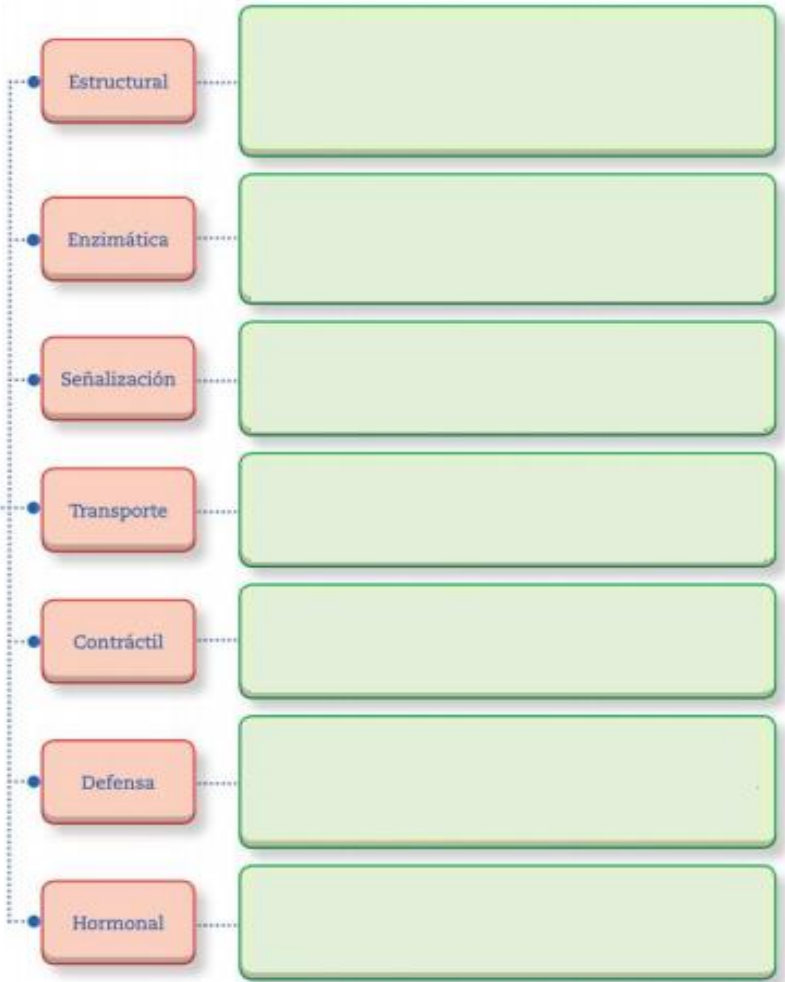 Estructural
Enzimática
Señalización
Transporte
Contráctil
Defensa
Hormonal